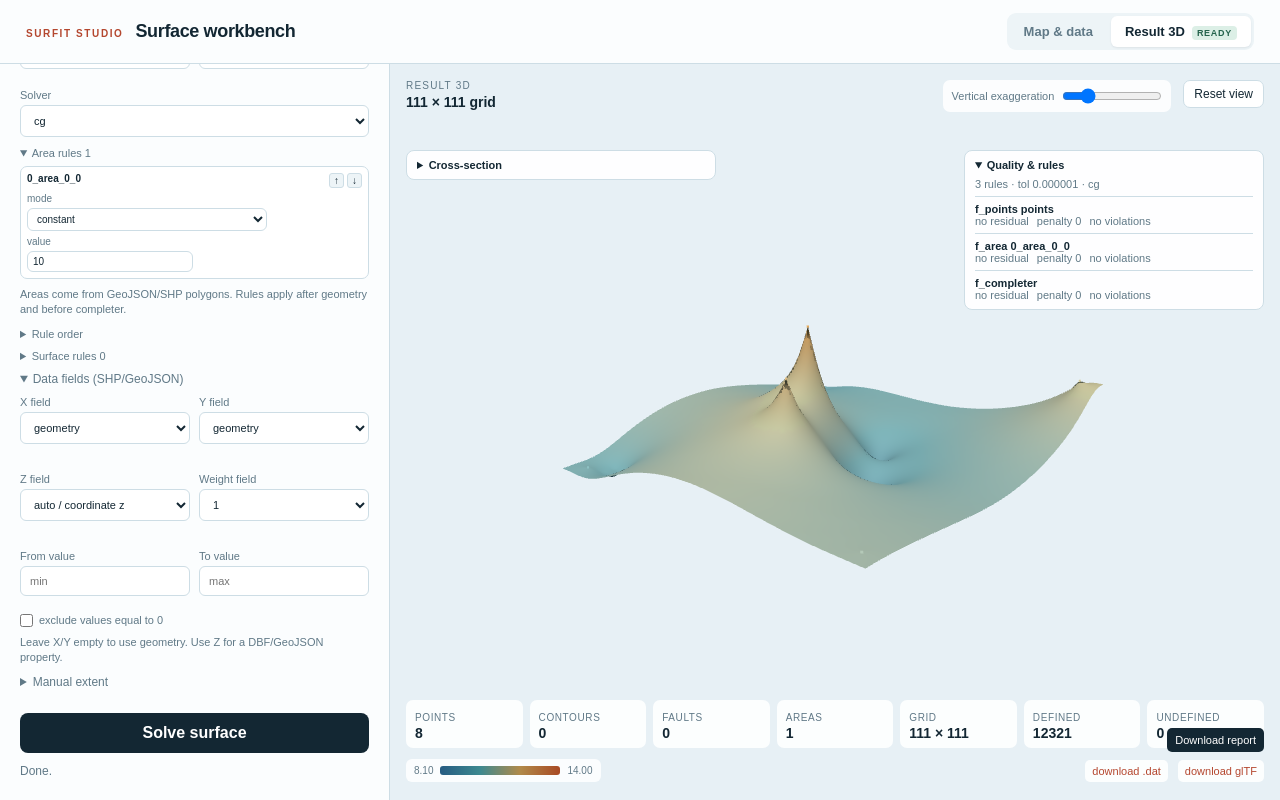 SURFIT STUDIO Surface workbench
Map & data
Result 3D READY
Solver
cg
Area rules 1
0_area_0_0
↑ ↓
mode
constant
value
10
Areas come from GeoJSON/SHP polygons. Rules apply after geometry
and before completer.
Rule order
Surface rules 0
Data fields (SHP/GeoJSON)
X field Y field
geometry geometry
Z field Weight field
auto / coordinate z 1
From value To value
min max
exclude values equal to 0
Leave X/Y empty to use geometry. Use Z for a DBF/GeoJSON
property.
Manual extent
Solve surface
Done.
RESULT 3D
111 × 111 grid
Vertical exaggeration
Reset view
Cross-section
Quality & rules
3 rules · tol 0.000001 · cg
f_points points
no residual penalty 0 no violations
f_area 0_area_0_0
no residual penalty 0 no violations
f_completer
no residual penalty 0 no violations
POINTS CONTOURS FAULTS AREAS GRID DEFINED UNDEFINED
8 0 0 1 111 × 111 12321 0
Download report
8.10 14.00
download .dat download glTF